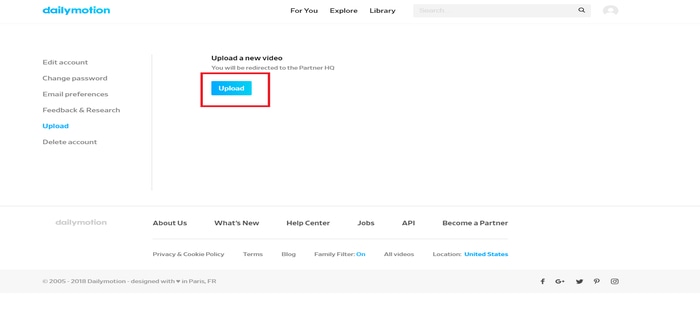 dailymotion
For You Explore Library Search
Upload a new video
You will be redirected to the Partner HQ
Upload
Edit account
Change password
Email preferences
Feedback & Research
Upload
Delete account
dailymotion
About Us What's New Help Center Jobs API Become a Partner
Privacy & Cookie Policy Terms Blog Family Filter: On All videos Location: United States
© 2005 - 2018 Dailymotion - designed with ♥ in Paris, FR